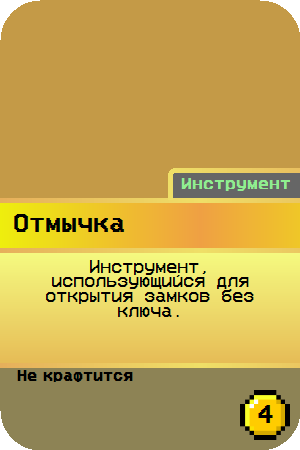 Инструмент
Отмычка
Инструмент,
использующийся для
открытия замков без
ключа.
Не крафтится
4